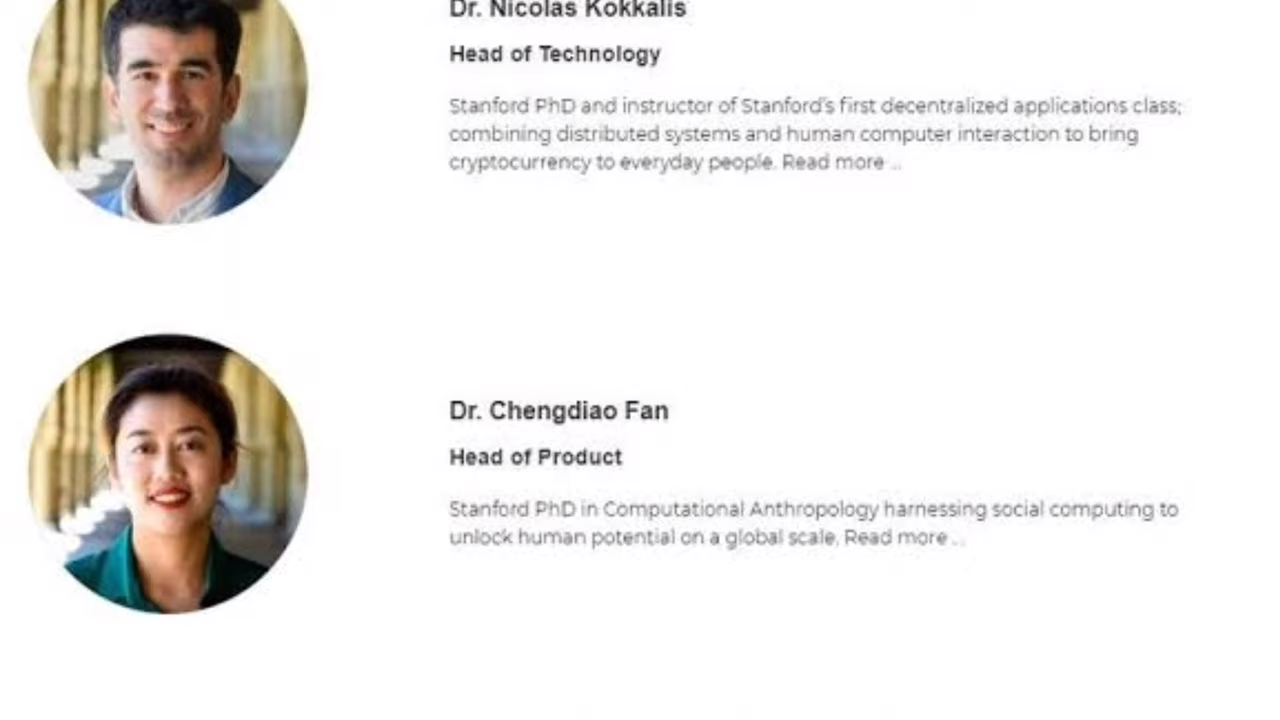 Dr. Nicolas Kokkalis
Head of Technology
Stanford PhD and instructor of Stanford's first decentralized applications class;
combining distributed systems and human computer interaction to bring
cryptocurrency to everyday people. Read more ...
Dr. Chengdiao Fan
Head of Product
Stanford PhD in Computational Anthropology harnessing social computing to
unlock human potential on a global scale. Read more ...